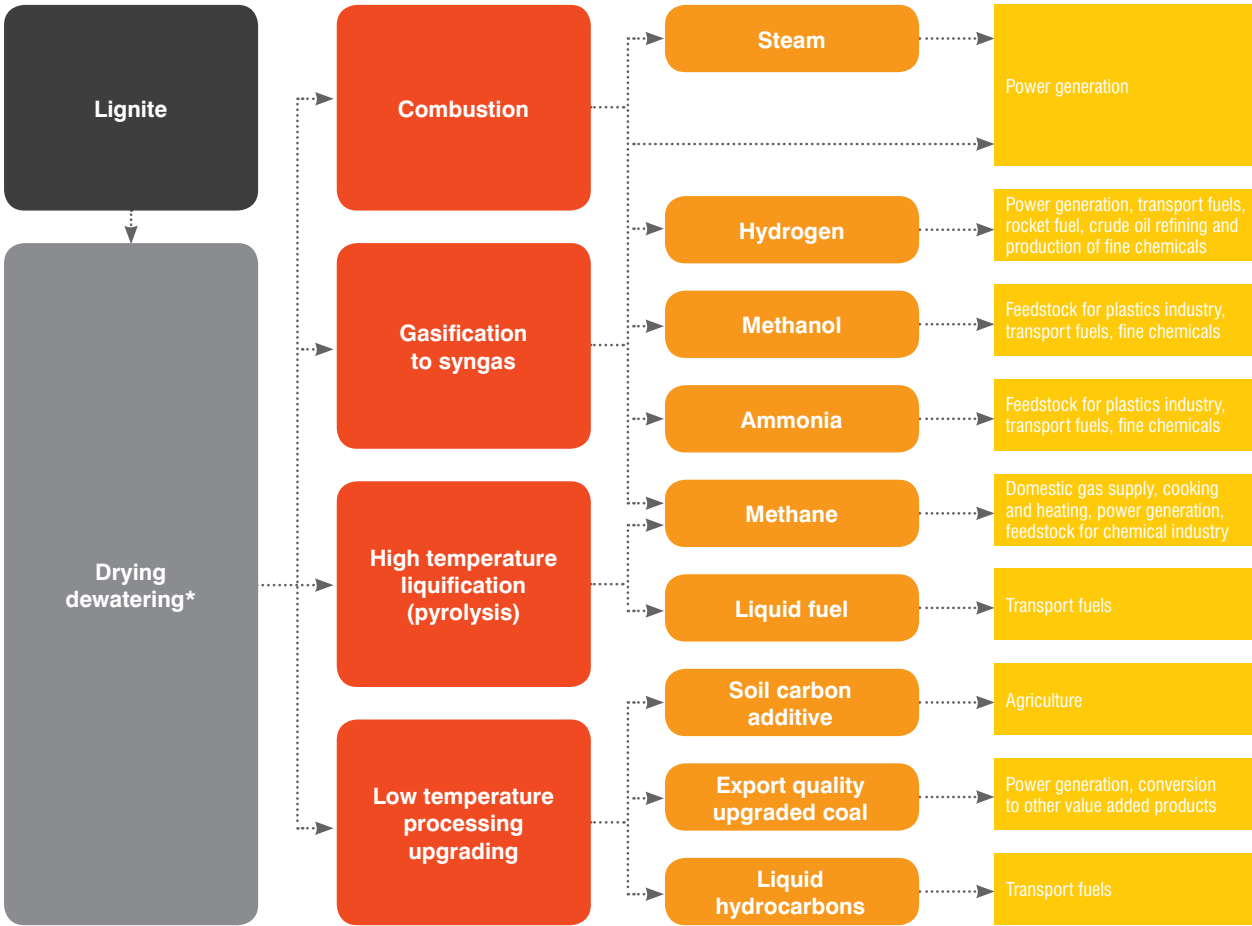 Lignite
Drying
dewatering*
Combustion
Gasification
to syngas
High temperature
liquification
(pyrolysis)
Low temperature
processing
upgrading
Steam
Hydrogen
Methanol
Ammonia
Methane
Liquid fuel
Soil carbon
additive
Export quality
upgraded coal
Liquid
hydrocarbons
Power generation
Power generation, transport fuels,
rocket fuel, crude oil refining and
production of fine chemicals
Feedstock for plastics industry,
transport fuels, fine chemicals
Feedstock for plastics industry,
transport fuels, fine chemicals
Domestic gas supply, cooking
and heating, power generation,
feedstock for chemical industry
Transport fuels
Agriculture
Power generation, conversion
to other value added products
Transport fuels